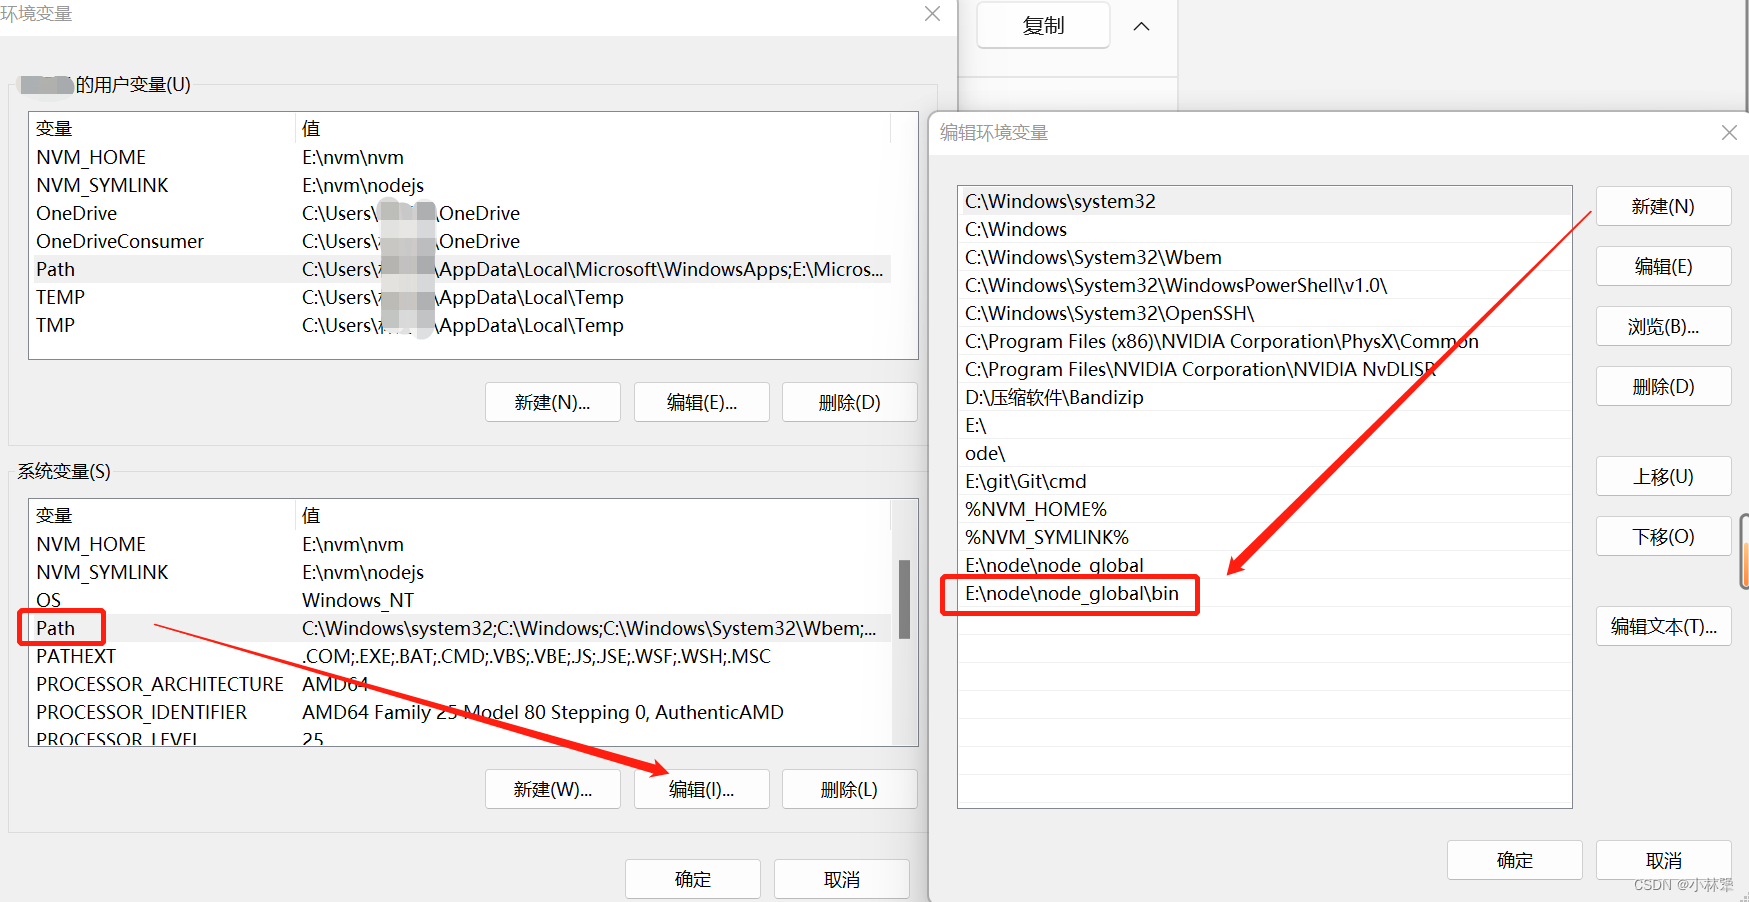 环境变量
的用户变量(U)
变量 值
NVM_HOME E:\nvm\nvm
NVM_SYMLINK E:\nvm\nodejs
OneDrive C:\Users\ \OneDrive
OneDriveConsumer C:\Users\ \OneDrive
Path C:\Users\ \AppData\Local\Microsoft\WindowsApps;E:\Micros...
TEMP C:\Users\ \AppData\Local\Temp
TMP C:\Users\ \AppData\Local\Temp
新建(N)... 编辑(E)... 删除(D)
系统变量(S)
变量 值
NVM_HOME E:\nvm\nvm
NVM_SYMLINK E:\nvm\nodejs
OS Windows_NT
Path C:\Windows\system32;C:\Windows;C:\Windows\System32\Wbem;...
PATHEXT .COM;.EXE;.BAT;.CMD;.VBS;.VBE;.JS;.JSE;.WSF;.WSH;.MSC
PROCESSOR_ARCHITECTURE AMD64
PROCESSOR_IDENTIFIER AMD64 Family 25 Model 80 Stepping 0, AuthenticAMD
PROCESSOR_LEVEL 25
新建(W)... 编辑(I)... 删除(L)
确定 取消
复制
编辑环境变量
C:\Windows\system32
C:\Windows
C:\Windows\System32\Wbem
C:\Windows\System32\WindowsPowerShell\v1.0\
C:\Windows\System32\OpenSSH\
C:\Program Files (x86)\NVIDIA Corporation\PhysX\Common
C:\Program Files\NVIDIA Corporation\NVIDIA NvDLISR
D:\压缩软件\Bandizip
E:\
ode\
E:\git\Git\cmd
%NVM_HOME%
%NVM_SYMLINK%
E:\node\node_global
E:\node\node_global\bin
新建(N)
编辑(E)
浏览(B)...
删除(D)
上移(U)
下移(O)
编辑文本(T)...
确定 取消
CSDN @小林犟